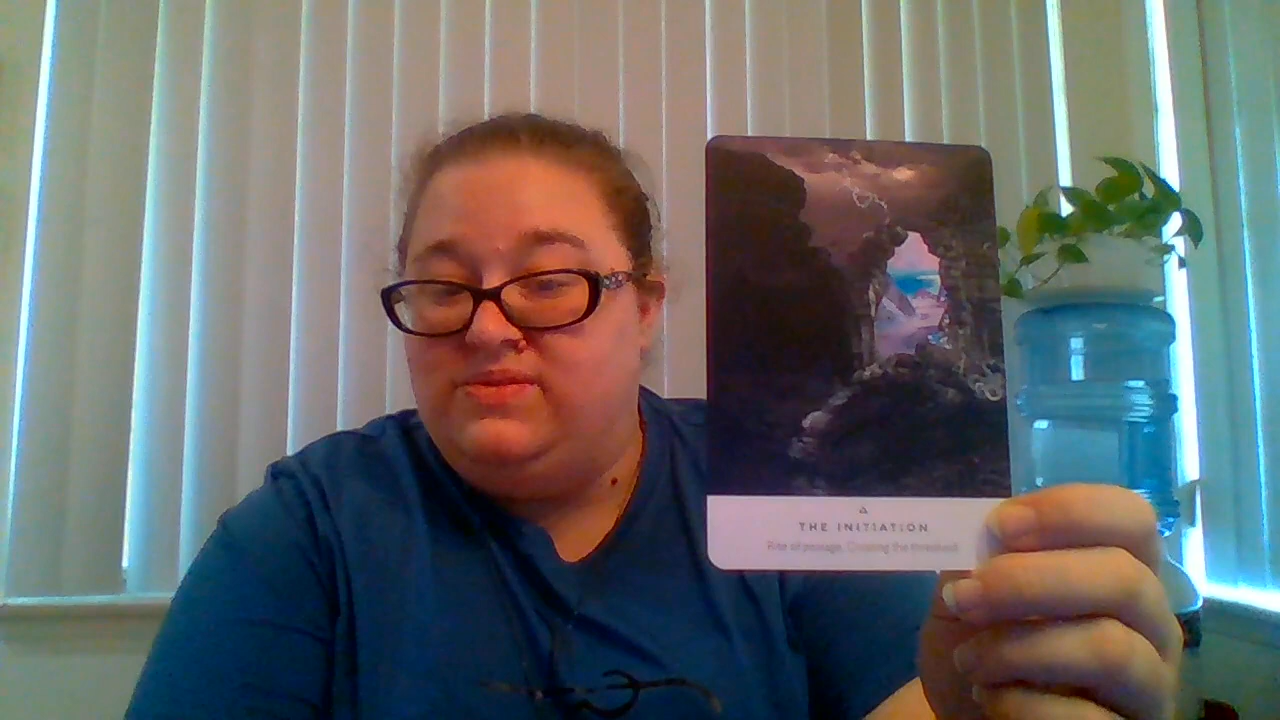 THE INITIATION
Rite of passage. Crossing the threshold.